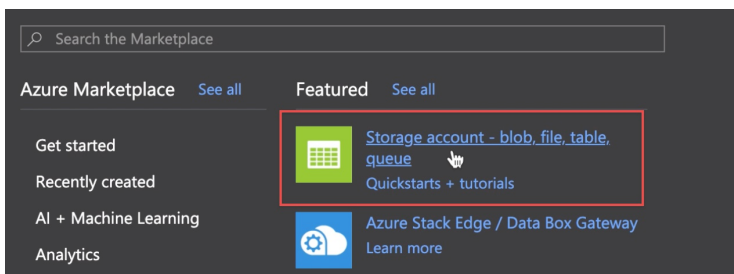 Search the Marketplace
Azure Marketplace See all
Get started
Recently created
AI + Machine Learning
Analytics
Featured See all
Storage account - blob, file, table,
queue
Quickstarts + tutorials
Azure Stack Edge / Data Box Gateway
Learn more